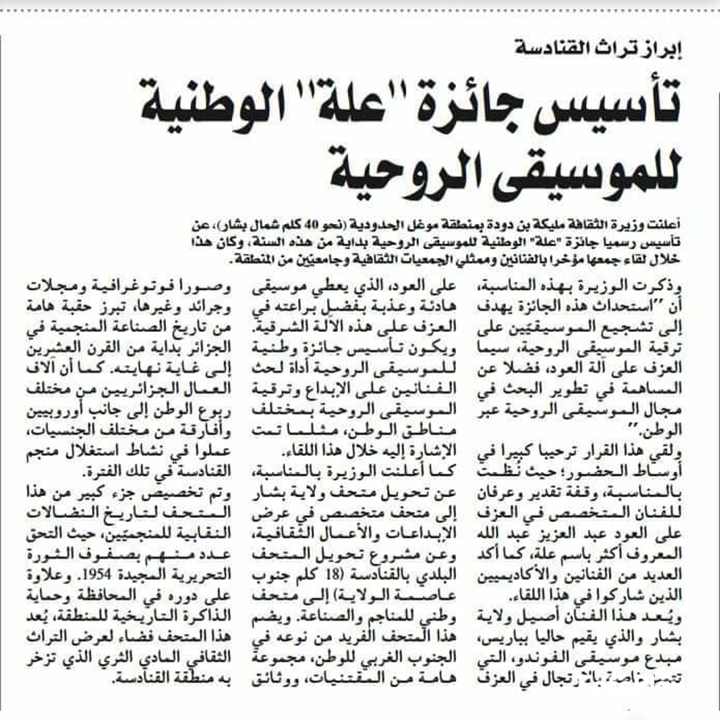 إبراز تراث القنادسة
تأسيس جائزة "علة" الوطنية
للموسيقى الروحية
أعلنت وزيرة الثقافة مليكة بن دودة بمنطقة موغل الحدودية (نحو 40 كلم شمال بشار)، عن
تأسيس رسميا جائزة "علة" الوطنية للموسيقى الروحية بداية من هذه السنة، وكان هذا
خلال لقاء جمعها مؤخرا بالفنانين وممثلي الجمعيات الثقافية وجامعيّين من المنطقة.
وذكرت الوزيرة بهذه المناسبة،
أن "استحداث هذه الجائزة يهدف
إلى تشجيع الموسيقيّين على
ترقية الموسيقى الروحية، سيما
العزف على آلة العود، فضلا عن
المساهمة في تطوير البحث في
مجال الموسيقى الروحية عبر
الوطن."
ولقي هذا القرار ترحيبا كبيرا في
أوساط الحضور؛ حيث نُظمت
بالمناسبة، وقفة تقدير وعرفان
للفنان المتخصص في العزف
على العود عبد العزيز عبد الله
المعروف أكثر باسم علة، كما أكد
العديد من الفنانين والأكاديميين
الذين شاركوا في هذا اللقاء.
ويُعد هذا الفنان أصيل ولاية
بشار والذي يقيم حاليا بباريس،
مبدع موسيقى الفوندو، التي
تتميز خاصة بالارتجال في العزف
على العود، الذي يعطي موسيقى
هادئة وعذبة بفضل براعته في
العزف على هذه الآلة الشرقية.
ويكون تأسيس جائزة وطنية
للموسيقى الروحية أداة لحث
الفنانين على الإبداع وترقية
الموسيقى الروحية بمختلف
مناطق الوطن، مثلما تمت
الإشارة إليه خلال هذا اللقاء.
كما أعلنت الوزيرة بالمناسبة،
عن تحويل متحف ولاية بشار
إلى متحف متخصص في عرض
الإبداعات والأعمال الثقافية،
وعن مشروع تحويل المتحف
البلدي بالقنادسة (18 كلم جنوب
عاصمة الولاية) إلى متحف
وطني للمناجم والصناعة. ويضم
هذا المتحف الفريد من نوعه في
الجنوب الغربي للوطن، مجموعة
هامة من المقتنيات، ووثائق
وصورا فوتوغرافية ومجلات
وجرائد وغيرها، تبرز حقبة هامة
من تاريخ الصناعة المنجمية في
الجزائر بداية من القرن العشرين
إلى غاية نهايته. كما أن آلاف
العمال الجزائريين من مختلف
ربوع الوطن إلى جانب أوروبيين
وأفارقة من مختلف الجنسيات،
عملوا في نشاط استغلال منجم
القنادسة في تلك الفترة.
وتم تخصيص جزء كبير من هذا
المتحف لتاريخ النضالات
النقابية للمنجميّين، حيث التحق
عدد منهم بصفوف الثورة
التحريرية المجيدة 1954. وعلاوة
على دوره في المحافظة وحماية
الذاكرة التاريخية للمنطقة، يُعد
هذا المتحف فضاء لعرض التراث
الثقافي المادي الثري الذي تزخر
به منطقة القنادسة.